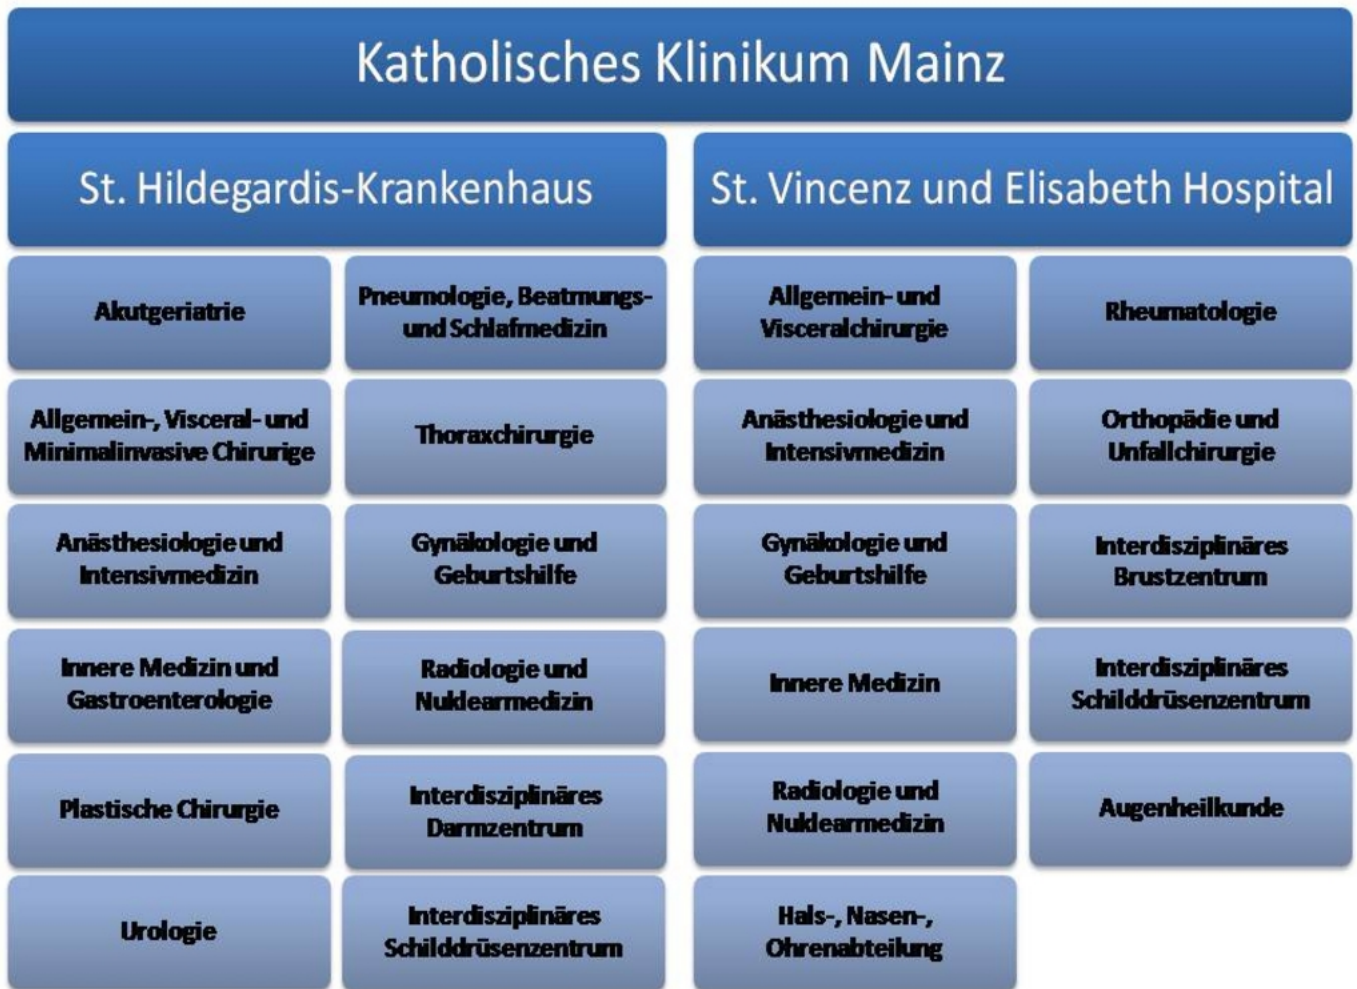 Katholisches Klinikum Mainz
St. Hildegardis-Krankenhaus
Akutgeriatrie
Pneumologie, Beatmungs-
und Schlafmedizin
Allgemein-, Visceral- und
Minimalinvasive Chirurige
Thoraxchirurgie
Anästhesiologie und
Intensivmedizin
Gynäkologie und
Geburtshilfe
Innere Medizin und
Gastroenterologie
Radiologie und
Nuklearmedizin
Plastische Chirurgie
Interdisziplinäres
Darmzentrum
Urologie
Interdisziplinäres
Schilddrüsenzentrum
St. Vincenz und Elisabeth Hospital
Allgemein- und
Visceralchirurgie
Rheumatologie
Anästhesiologie und
Intensivmedizin
Orthopädie und
Unfallchirurgie
Gynäkologie und
Geburtshilfe
Interdisziplinäres
Brustzentrum
Innere Medizin
Interdisziplinäres
Schilddrüsenzentrum
Radiologie und
Nuklearmedizin
Augenheilkunde
Hals-, Nasen-,
Ohrenabteilung